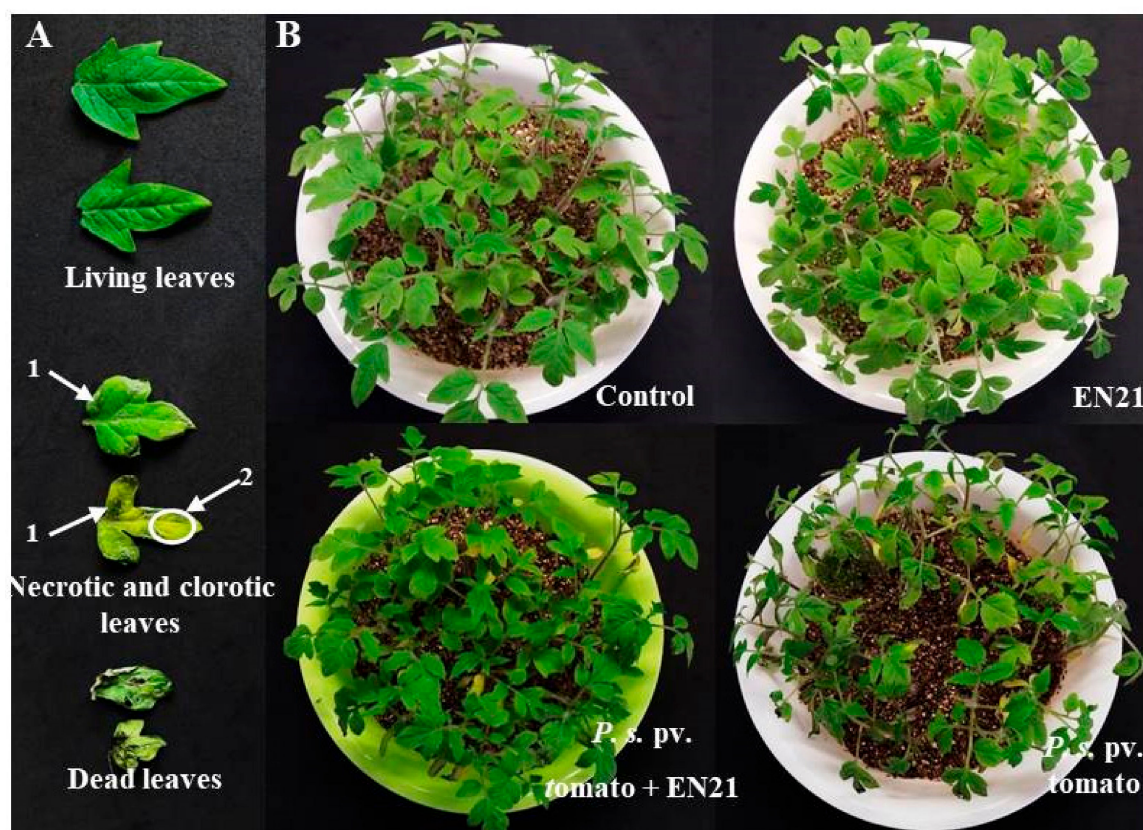 A
B
Living leaves
1
2
1
Necrotic and clorotic
leaves
Dead leaves
Control
EN21
P. s. pv.
tomato + EN21
P. s. pv.
tomato